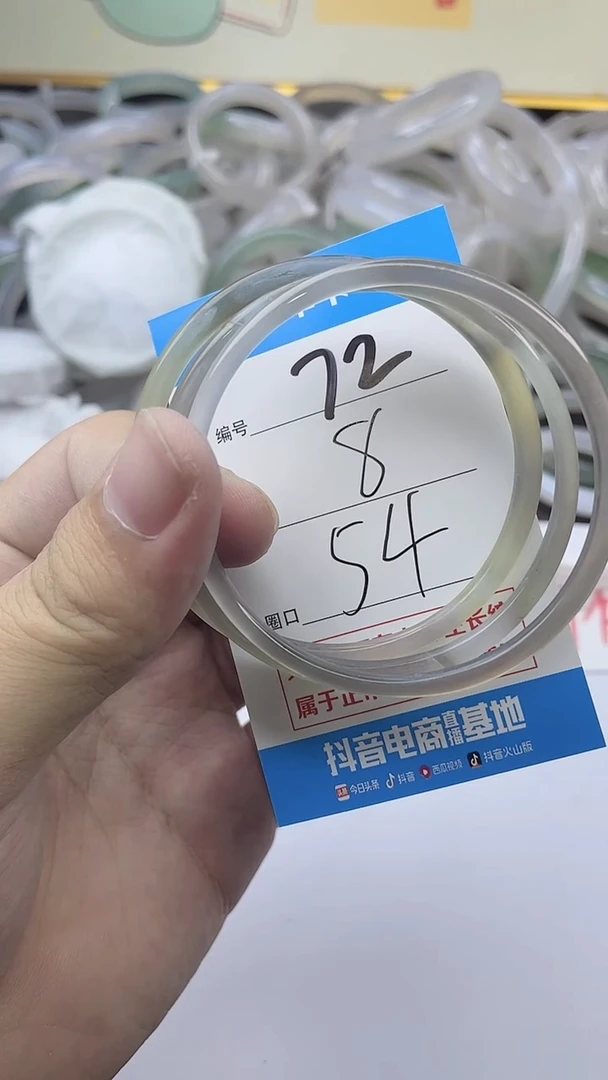 编号 72
8
圈口 54
属于正
抖音电商直播基地
今日头条 抖音 西瓜视频 抖音火山版